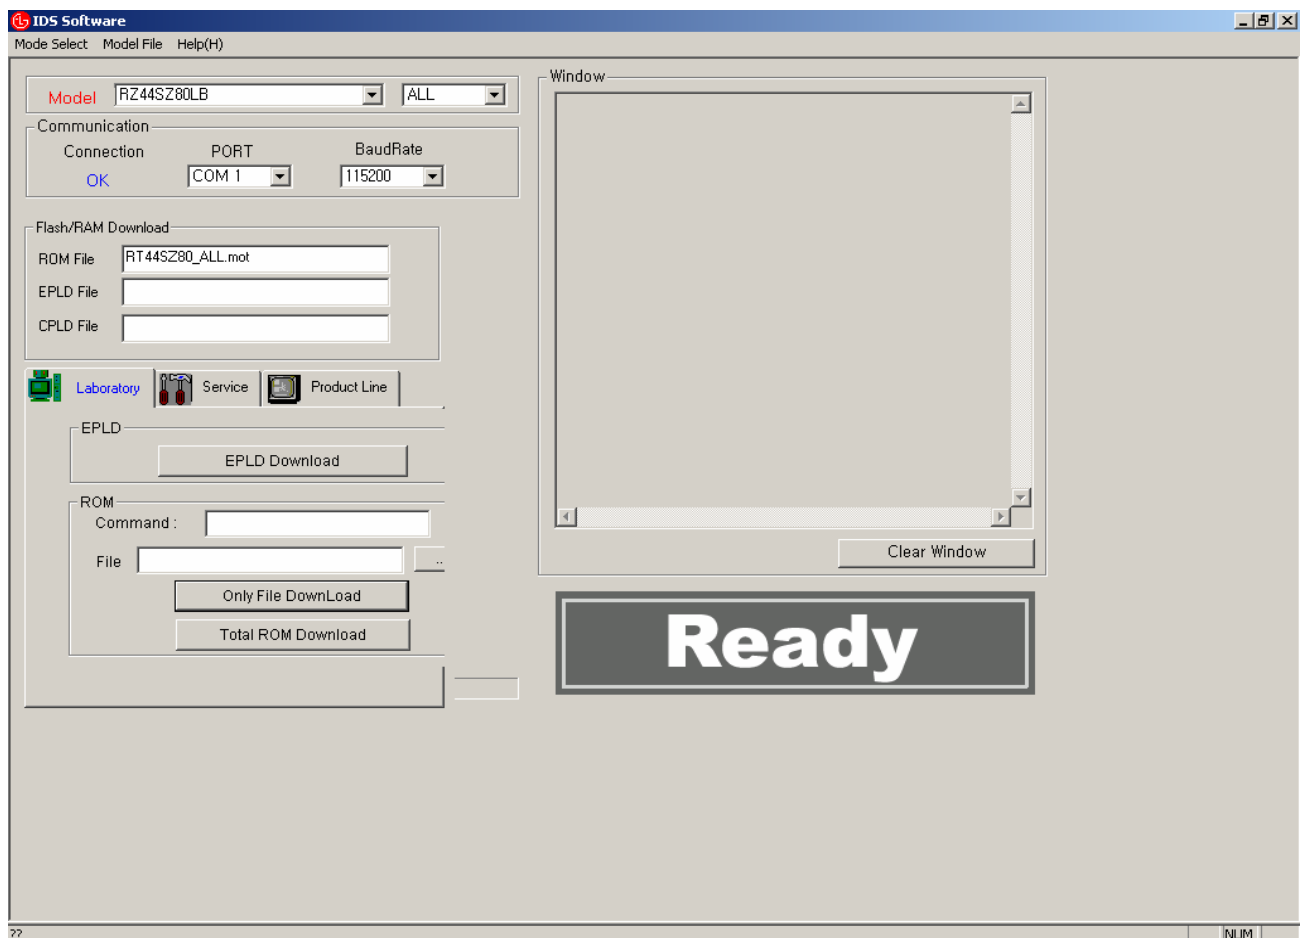 IDS Software
Mode Select Model File Help(H)
Model RZ44SZ80LB ALL
Communication
Connection PORT BaudRate
OK COM 1 115200
Flash/RAM Download
ROM File RT44SZ80_ALL.mot
EPLD File
CPLD File
Laboratory Service Product Line
EPLD
EPLD Download
ROM
Command :
File ..
Only File DownLoad
Total ROM Download
Window
Clear Window
Ready
?? NUM